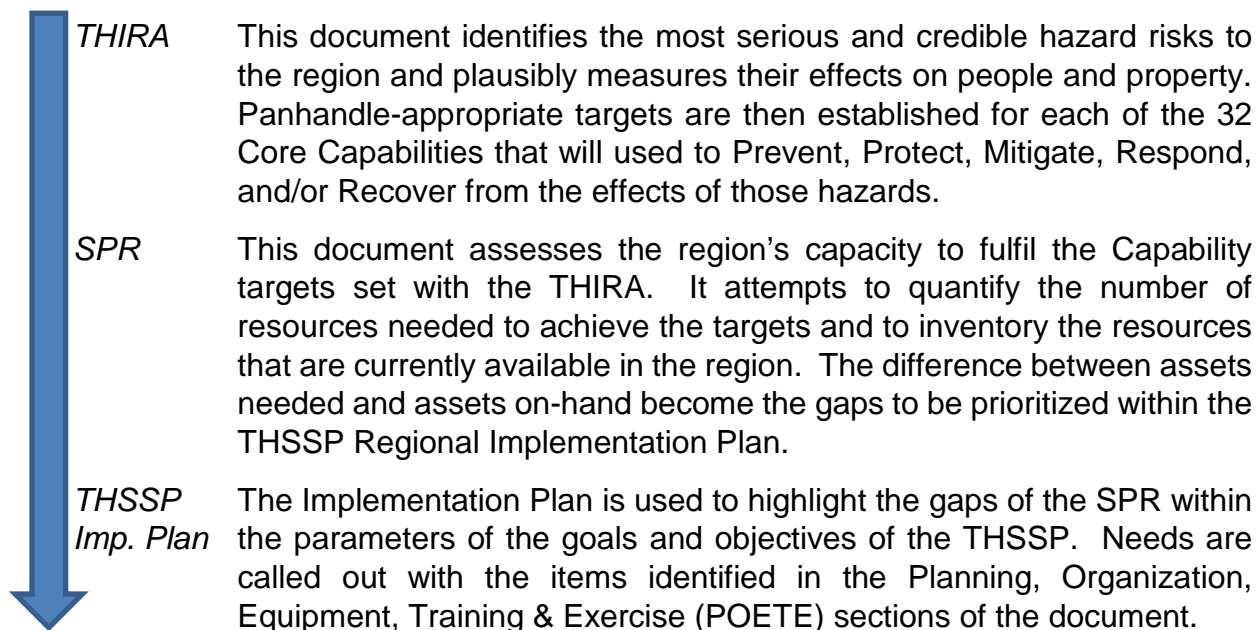 THIRA This document identifies the most serious and credible hazard risks to
the region and plausibly measures their effects on people and property.
Panhandle-appropriate targets are then established for each of the 32
Core Capabilities that will used to Prevent, Protect, Mitigate, Respond,
and/or Recover from the effects of those hazards.
SPR This document assesses the region's capacity to fulfil the Capability
targets set with the THIRA. It attempts to quantify the number of
resources needed to achieve the targets and to inventory the resources
that are currently available in the region. The difference between assets
needed and assets on-hand become the gaps to be prioritized within the
THSSP Regional Implementation Plan.
THSSP The Implementation Plan is used to highlight the gaps of the SPR within
Imp. Plan the parameters of the goals and objectives of the THSSP. Needs are
called out with the items identified in the Planning, Organization,
Equipment, Training & Exercise (POETE) sections of the document.